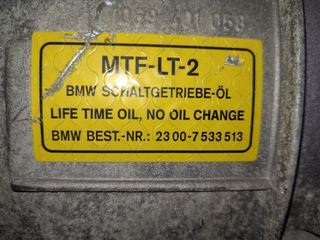 MTF-LT-2
BMW SCHALTGETRIEBE-ÖL
LIFE TIME OIL, NO OIL CHANGE
BMW BEST.-NR.: 23 00-7 533 513